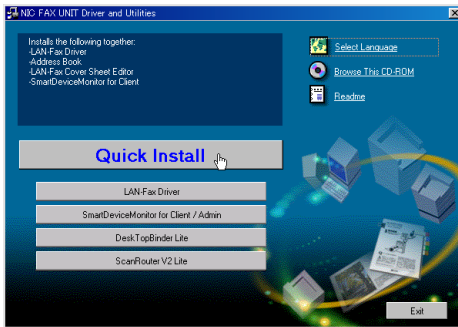 NIC FAX UNIT Driver and Utilities
Installs the following together:
-LAN-Fax Driver
-Address Book
-LAN-Fax Cover Sheet Editor
-SmartDeviceMonitor for Client
Select Language
Browse This CD-ROM
Readme
Quick Install
LAN-Fax Driver
SmartDeviceMonitor for Client / Admin
DeskTopBinder Lite
ScanRouter V2 Lite
Exit